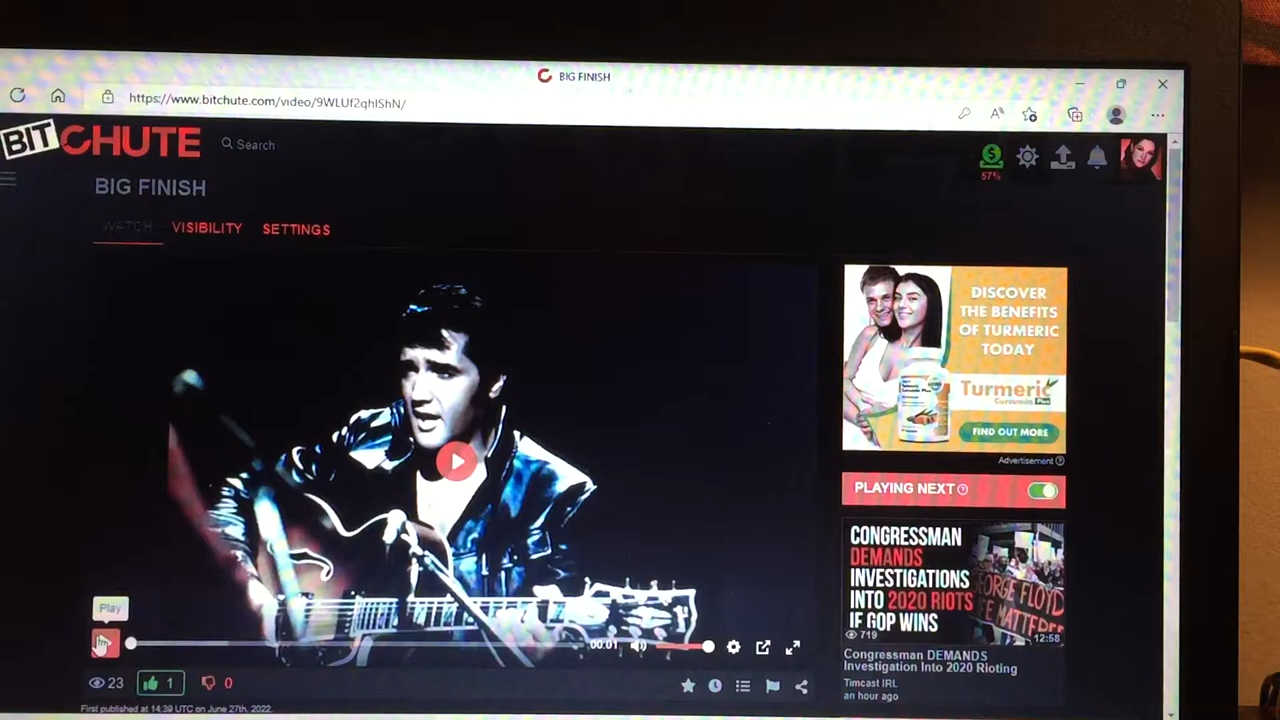 BIG FINISH
https://www.bitchute.com/video/9WLUf2qhIShN/
BITCHUTE
Search
57%
BIG FINISH
WATCH VISIBILITY SETTINGS
DISCOVER
THE BENEFITS
OF TURMERIC
TODAY
Turmeric
Curcumin Plus
FIND OUT MORE
Advertisement
PLAYING NEXT
CONGRESSMAN
DEMANDS
INVESTIGATIONS
INTO 2020 RIOTS
IF GOP WINS
719
12:58
Congressman DEMANDS
Investigation Into 2020 Rioting
Timcast IRL
an hour ago
Play
00:01
23 1 0
First published at 14:39 UTC on June 27th, 2022.